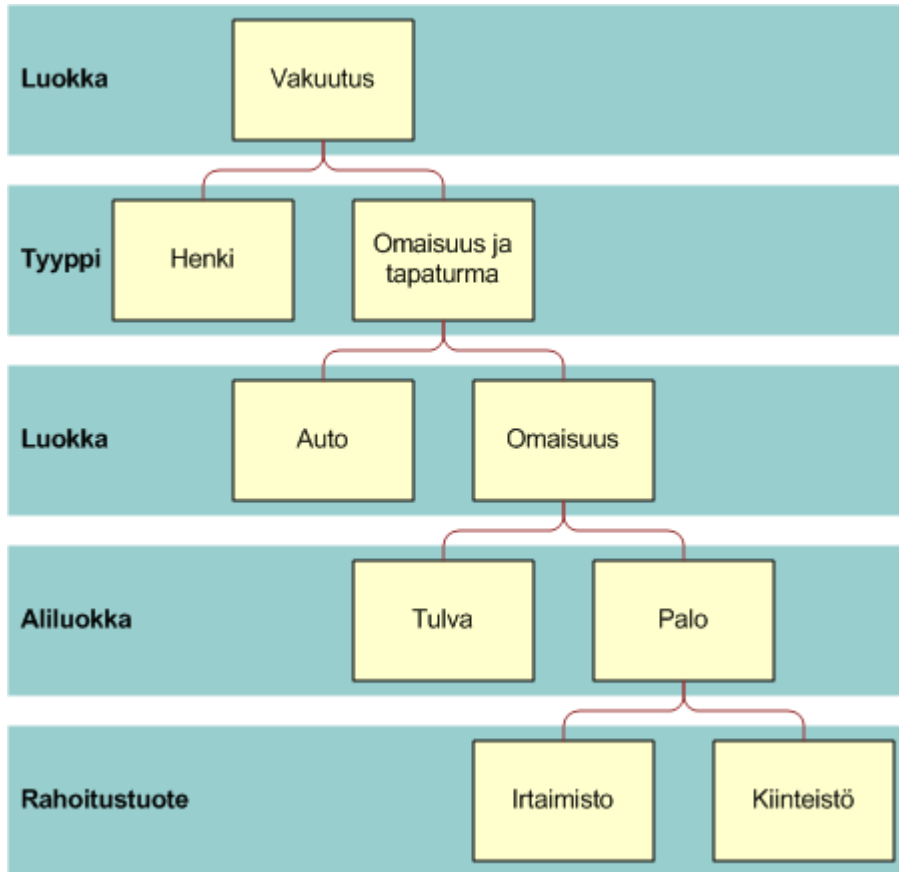 Luokka
Vakuutus
Tyyppi
Henki
Omaisuus ja
tapaturma
Luokka
Auto
Omaisuus
Aliluokka
Tulva
Palo
Rahoitustuote
Irtaimisto
Kiinteistö